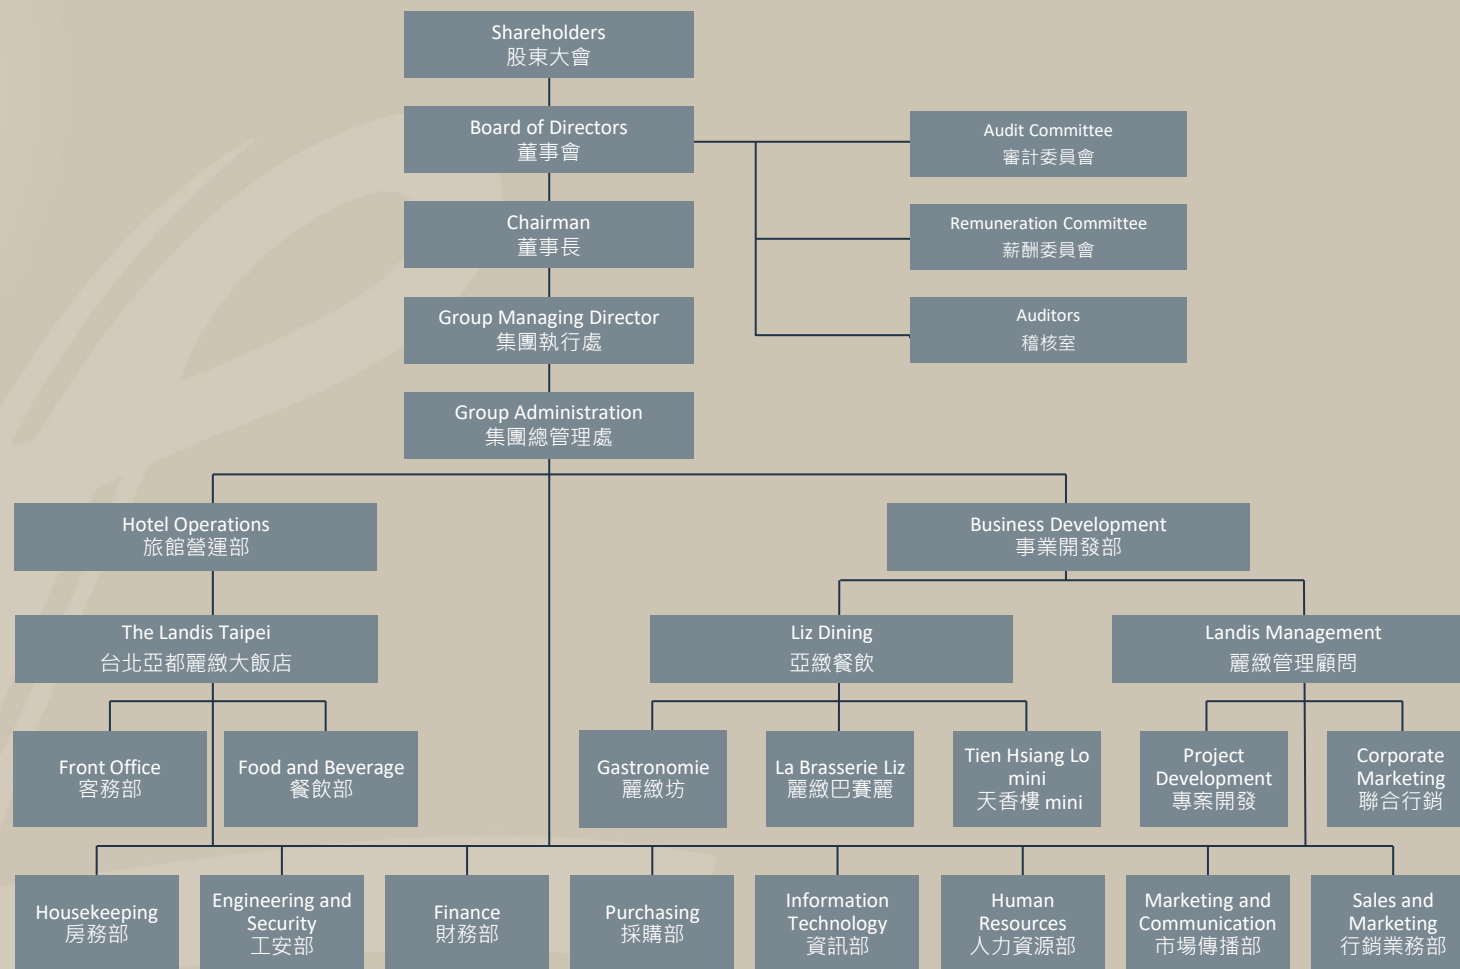 Shareholders
股東大會
Board of Directors
董事會
Audit Committee
審計委員會
Chairman
董事長
Remuneration Committee
薪酬委員會
Group Managing Director
集團執行處
Auditors
稽核室
Group Administration
集團總管理處
Hotel Operations
旅館營運部
Business Development
事業開發部
The Landis Taipei
台北亞都麗緻大飯店
Liz Dining
亞緻餐飲
Landis Management
麗緻管理顧問
Front Office
客務部
Food and Beverage
餐飲部
Gastronomie
麗緻坊
La Brasserie Liz
麗緻巴賽麗
Tien Hsiang Lo
mini
天香樓 mini
Project
Development
專案開發
Corporate
Marketing
聯合行銷
Housekeeping
房務部
Engineering and
Security
工安部
Finance
財務部
Purchasing
採購部
Information
Technology
資訊部
Human
Resources
人力資源部
Marketing and
Communication
市場傳播部
Sales and
Marketing
行銷業務部